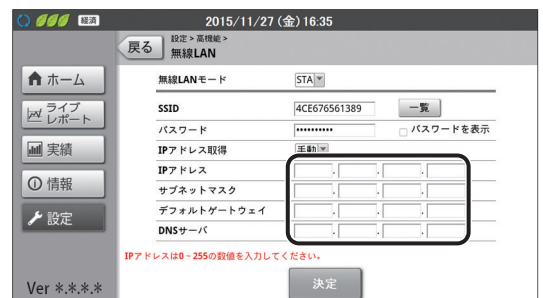 経済 2015/11/27 (金) 16:35
戻る
設定 > 高機能 >
無線LAN
ホーム
ライブ
レポート
実績
情報
設定
Ver *.*.*.*
無線LANモード STA
SSID 4CE676561389 一覧
パスワード •••••••••• パスワードを表示
IPアドレス取得 手動
IPアドレス . . .
サブネットマスク . . .
デフォルトゲートウェイ . . .
DNSサーバ . . .
IPアドレスは0~255の数値を入力してください。
決定